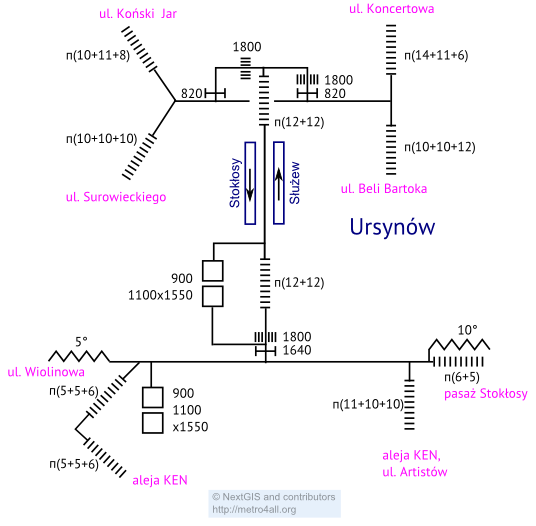 ul. Koński Jar
ul. Koncertowa
п(10+11+8)
1800
п(14+11+6)
820
1800
820
п(12+12)
п(10+10+10)
п(10+10+12)
ul. Surowieckiego
Stokłosy
Służew
ul. Beli Bartoka
Ursynów
900
1100x1550
п(12+12)
1800
1640
5°
10°
ul. Wiolinowa
п(6+5)
pasaż Stokłosy
п(5+5+6)
900
1100
x1550
п(11+10+10)
п(5+5+6)
aleja KEN
aleja KEN,
ul. Artistów
© NextGIS and contributors
http://metro4all.org